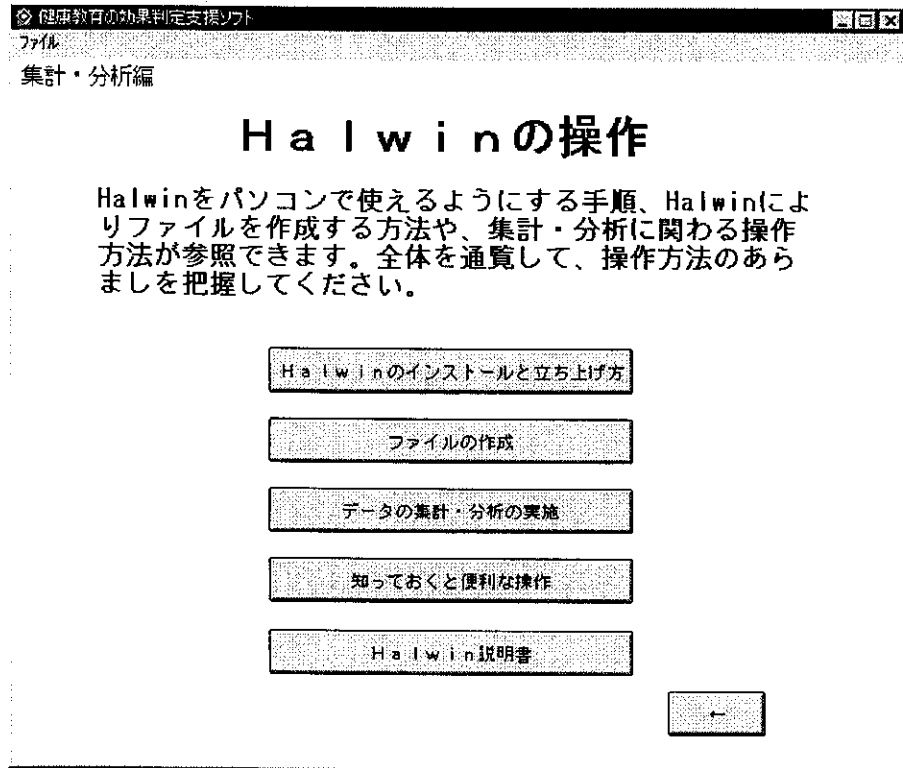 健康教育の効果判定支援ソフト
ファイル
集計・分析編
Ｈａｌｗｉｎの操作
Halwinをパソコンで使えるようにする手順、Halwinによ
りファイルを作成する方法や、集計・分析に関わる操作
方法が参照できます。全体を通覧して、操作方法のあら
ましを把握してください。
Ｈａｌｗｉｎのインストールと立ち上げ方
ファイルの作成
データの集計・分析の実施
知っておくと便利な操作
Ｈａｌｗｉｎ説明書
←